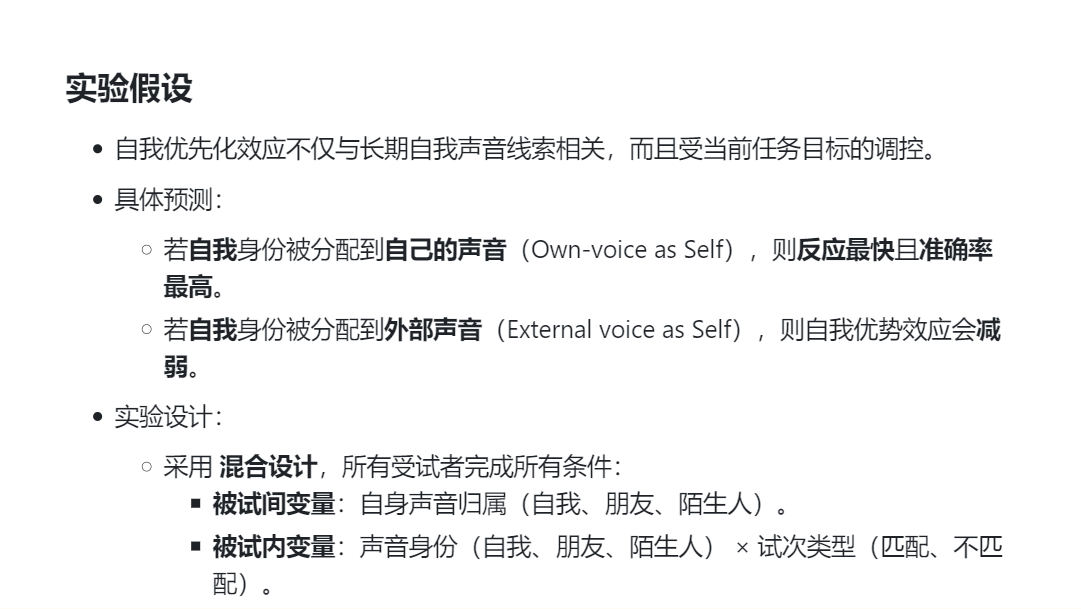 实验假设
自我优先化效应不仅与长期自我声音线索相关，而且受当前任务目标的调控。
具体预测：
若自我身份被分配到自己的声音（Own-voice as Self），则反应最快且准确率
最高。
若自我身份被分配到外部声音（External voice as Self），则自我优势效应会减
弱。
实验设计：
采用 混合设计，所有受试者完成所有条件：
被试间变量：自身声音归属（自我、朋友、陌生人）。
被试内变量：声音身份（自我、朋友、陌生人） × 试次类型（匹配、不匹
配）。